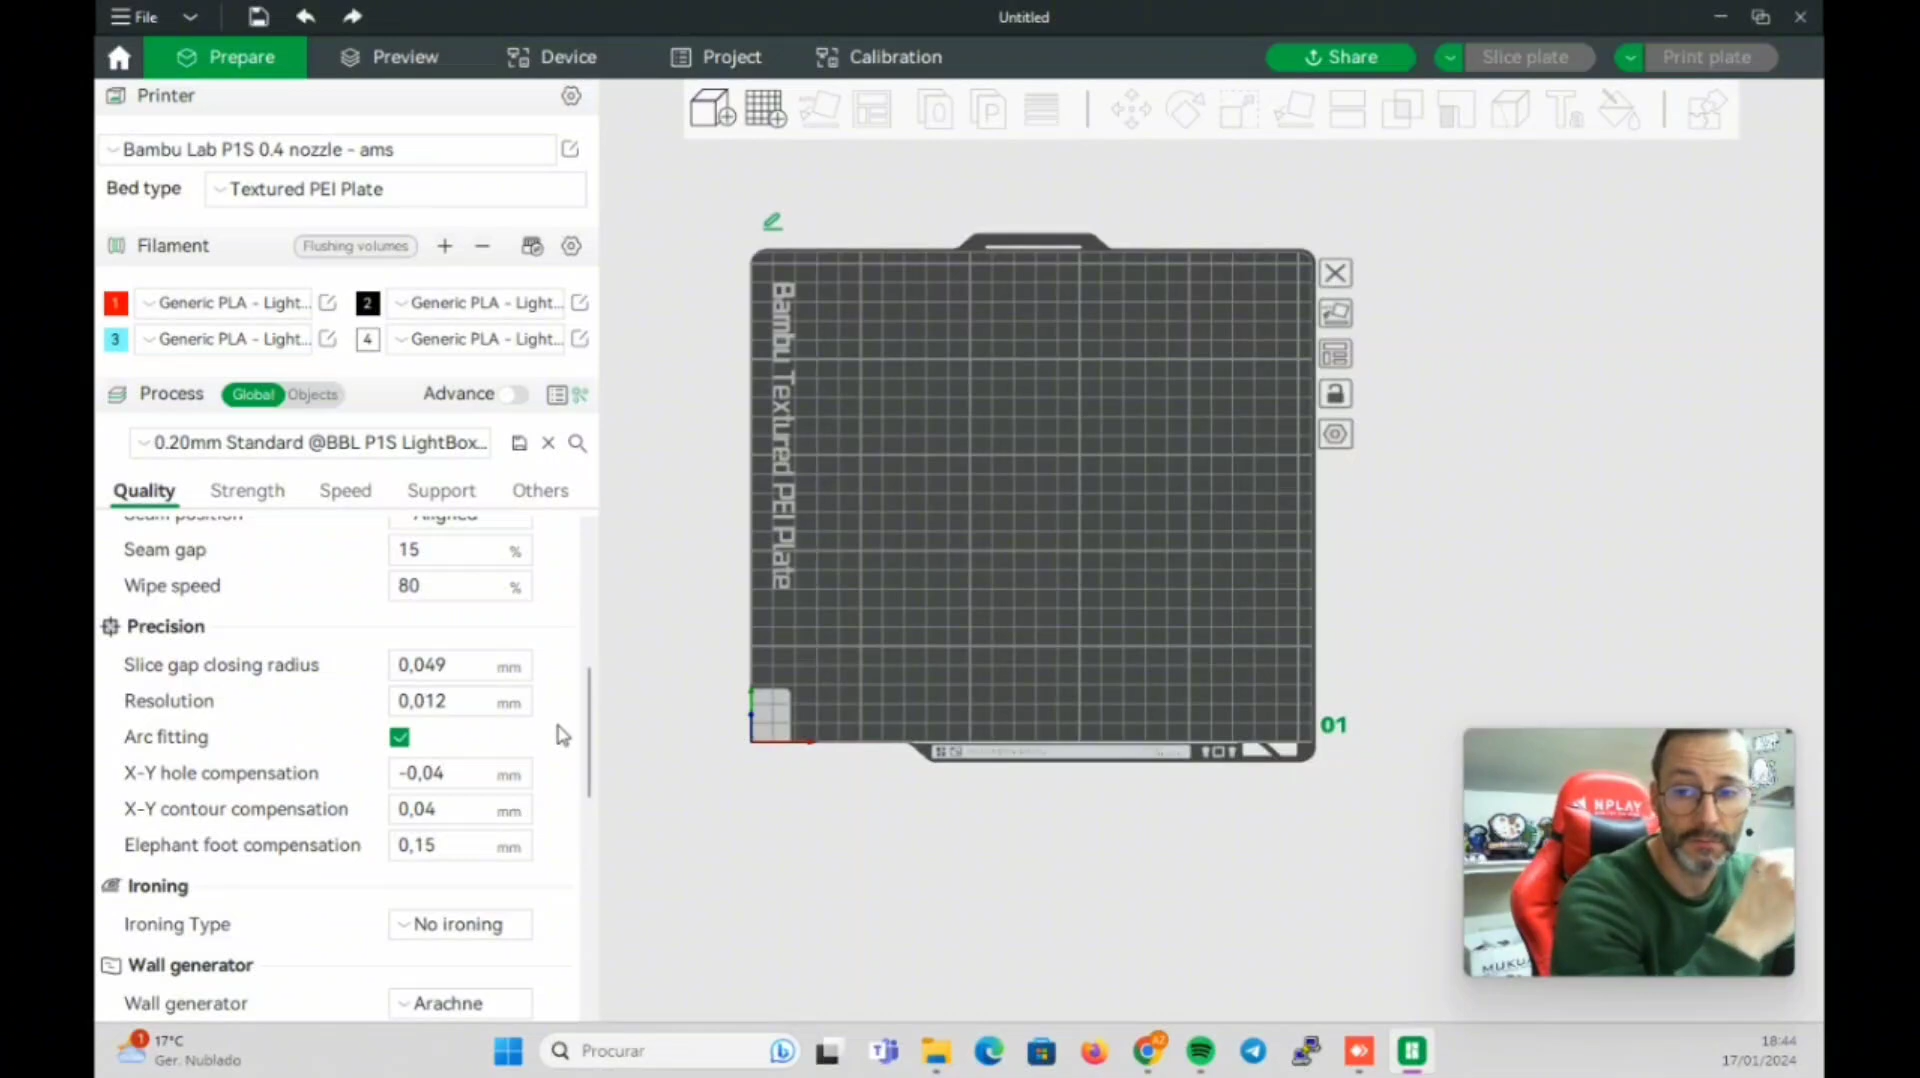 File
Untitled
Prepare
Preview
Device
Project
Calibration
Share
Slice plate
Print plate
Printer
Bambu Lab P1S 0.4 nozzle - ams
Bed type
Textured PEI Plate
Filament
Flushing volumes
1
Generic PLA - Light...
2
Generic PLA - Light...
3
Generic PLA - Light...
4
Generic PLA - Light...
Process
Global
Objects
Advance
0.20mm Standard @BBL P1S LightBox...
Quality
Strength
Speed
Support
Others
Seam position
Aligned
Seam gap
15 %
Wipe speed
80 %
Precision
Slice gap closing radius
0,049 mm
Resolution
0,012 mm
Arc fitting
X-Y hole compensation
-0,04 mm
X-Y contour compensation
0,04 mm
Elephant foot compensation
0,15 mm
Ironing
Ironing Type
No ironing
Wall generator
Wall generator
Arachne
Bambu Textured PEI Plate
01
NPLAY
1
17°C
Ger. Nublado
Procurar
18:44
17/01/2024